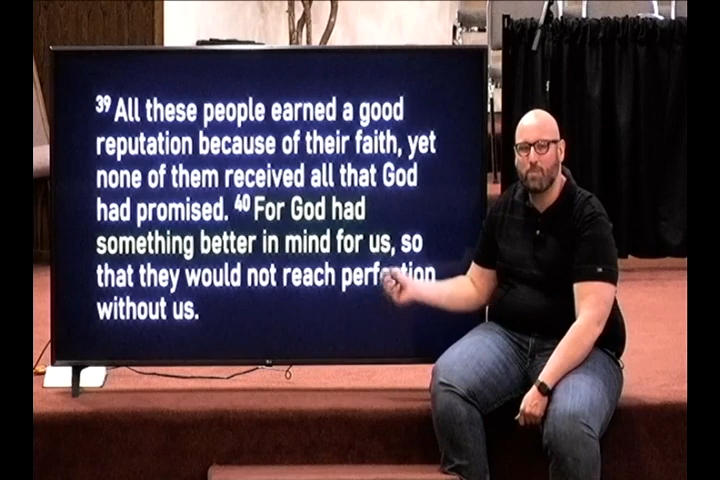 39 All these people earned a good
reputation because of their faith, yet
none of them received all that God
had promised. 40 For God had
something better in mind for us, so
that they would not reach perfection
without us.